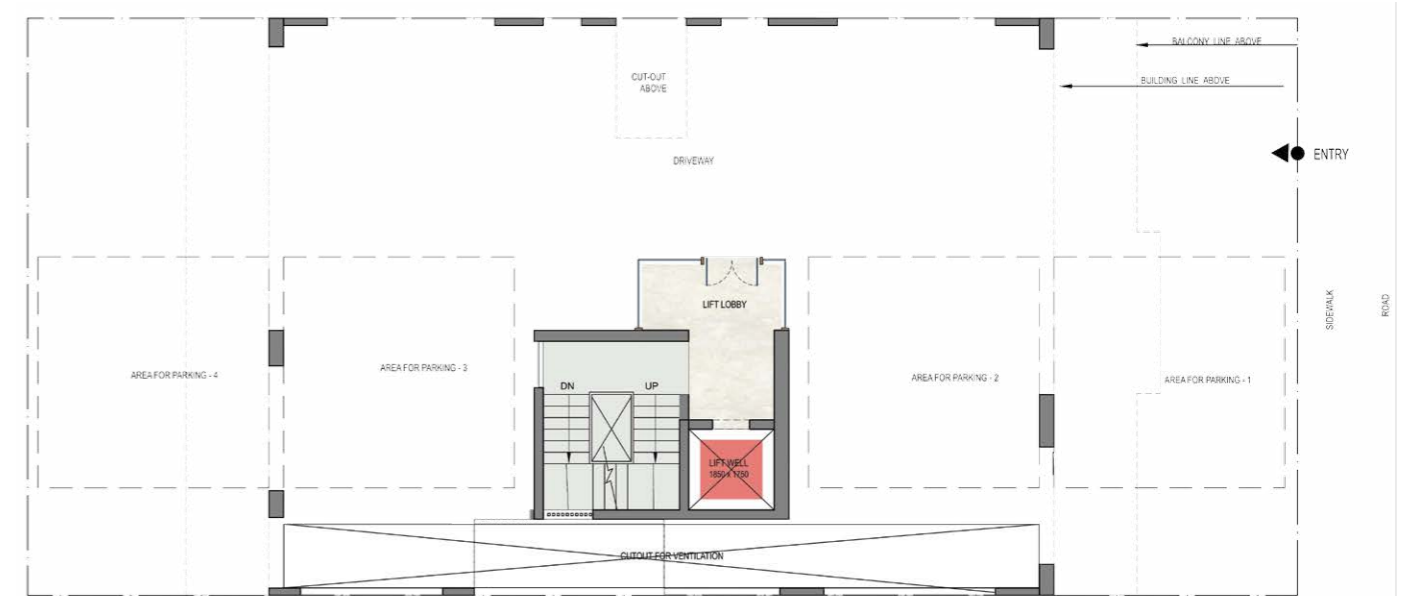 BALCONY LINE ABOVE
BUILDING LINE ABOVE
CUT-OUT
ABOVE
DRIVEWAY
ENTRY
LIFT LOBBY
SIDEWALK
ROAD
AREA FOR PARKING - 4
AREA FOR PARKING - 3
DN
UP
AREA FOR PARKING - 2
AREA FOR PARKING - 1
LIFT WELL
1850 x 1750
CUTOUT FOR VENTILATION